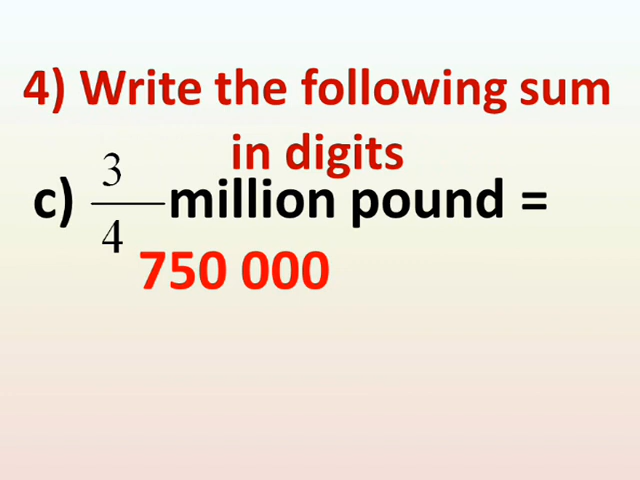 4) Write the following sum
in digits
c) 3/4 million pound =
750 000